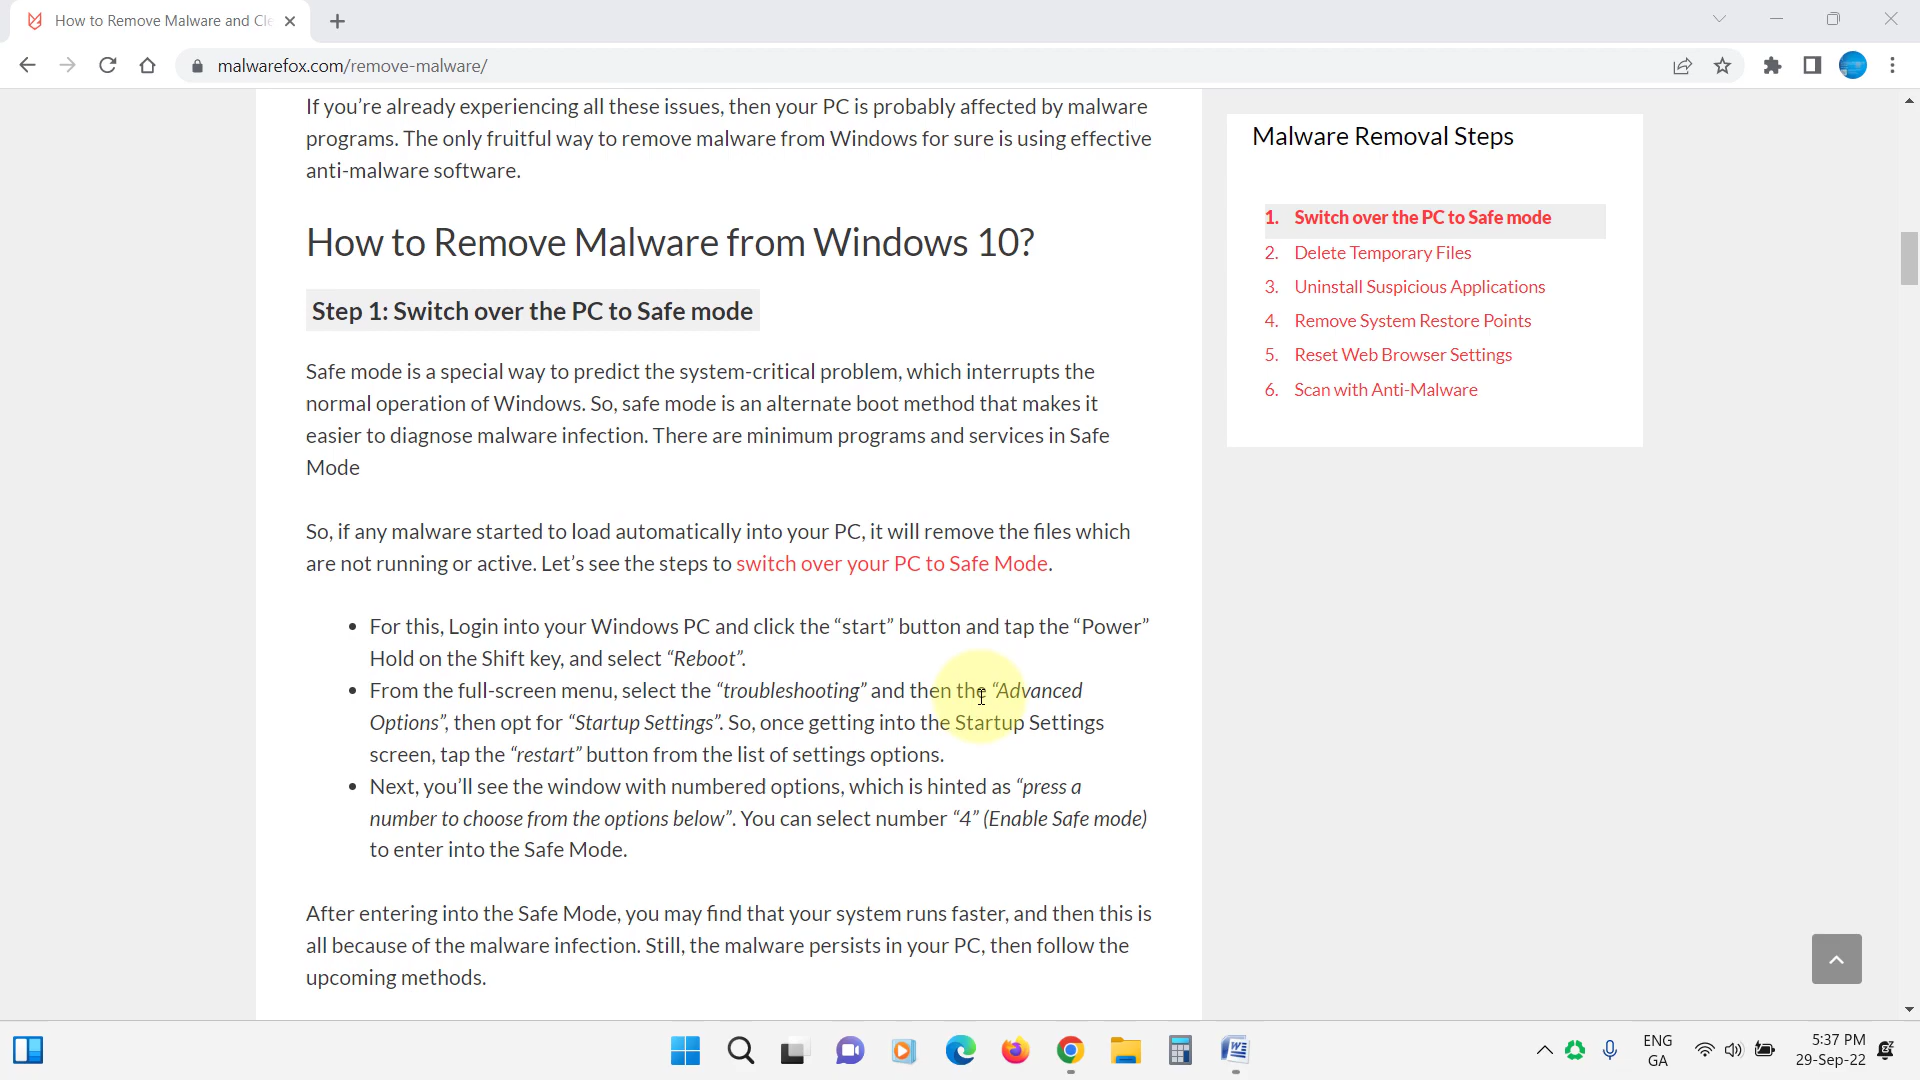 How to Remove Malware and Cle
malwarefox.com/remove-malware/
If you're already experiencing all these issues, then your PC is probably affected by malware
programs. The only fruitful way to remove malware from Windows for sure is using effective
anti-malware software.
How to Remove Malware from Windows 10?
Step 1: Switch over the PC to Safe mode
Safe mode is a special way to predict the system-critical problem, which interrupts the
normal operation of Windows. So, safe mode is an alternate boot method that makes it
easier to diagnose malware infection. There are minimum programs and services in Safe
Mode
So, if any malware started to load automatically into your PC, it will remove the files which
are not running or active. Let's see the steps to switch over your PC to Safe Mode.
• For this, Login into your Windows PC and click the “start” button and tap the “Power”
Hold on the Shift key, and select “Reboot”.
• From the full-screen menu, select the “troubleshooting” and then the “Advanced
Options”, then opt for “Startup Settings”. So, once getting into the Startup Settings
screen, tap the “restart” button from the list of settings options.
• Next, you'll see the window with numbered options, which is hinted as “press a
number to choose from the options below”. You can select number “4” (Enable Safe mode)
to enter into the Safe Mode.
After entering into the Safe Mode, you may find that your system runs faster, and then this is
all because of the malware infection. Still, the malware persists in your PC, then follow the
upcoming methods.
Malware Removal Steps
1. Switch over the PC to Safe mode
2. Delete Temporary Files
3. Uninstall Suspicious Applications
4. Remove System Restore Points
5. Reset Web Browser Settings
6. Scan with Anti-Malware
ENG
GA
5:37 PM
29-Sep-22